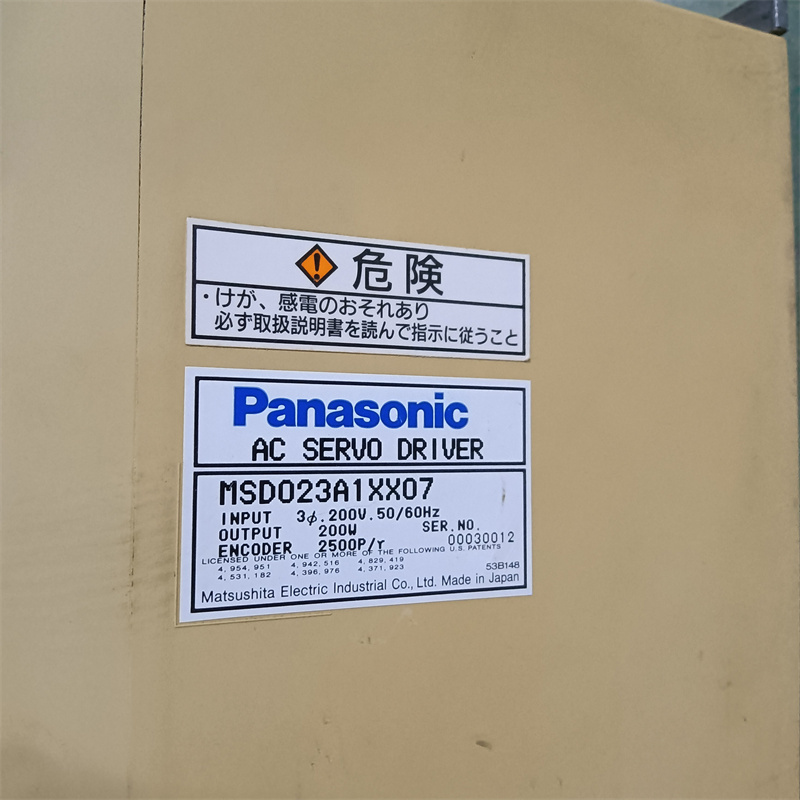 危険
・けが、感電のおそれあり
必ず取扱説明書を読んで指示に従うこと
Panasonic
AC SERVO DRIVER
MSD023A1XX07
INPUT 3ϕ.200V.50/60Hz
OUTPUT 200W SER.NO.
ENCODER 2500P/r 00030012
LICENSED UNDER ONE OR MORE OF THE FOLLOWING U.S. PATENTS
4,954,951 4,942,516 4,829,419
4,531,182 4,396,976 4,371,923 53B148
Matsushita Electric Industrial Co., Ltd. Made in Japan